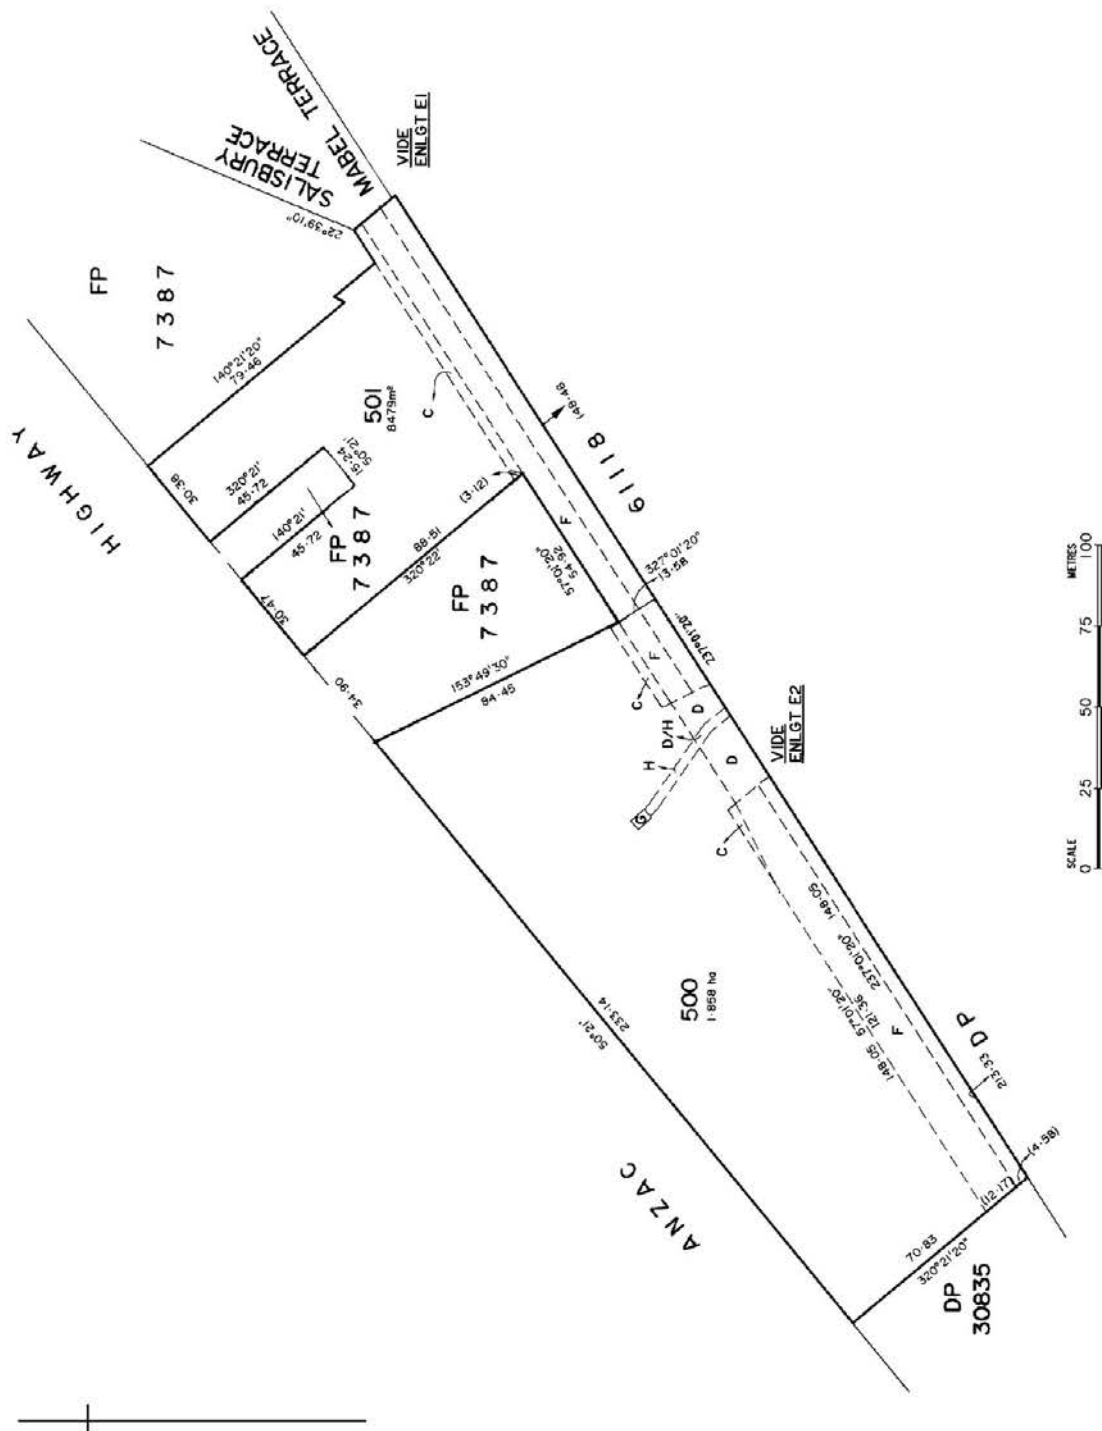 MABEL TERRACE
SALISBURY
TERRACE
22°39'10"
VIDE
ENLGT E1
FP
7387
140°21'20"
79·46
HIGHWAY
30·38
501
8479m²
C
320°21'
45·72
15·24
50°21'
140°21'
45·72
FP
7387
30·47
(3·12)
88·51
320°22'
FP
7387
57°01'20"
54·92
F
148·48
61118
327°01'20"
13·58
34·90
153°49'30"
84·45
C
F
237°01'20"
D
D/H
H
G
D
VIDE
ENLGT E2
C
500
1·858 ha
50°21'
233·14
148·05
237°01'20"
121·36
57°01'20"
148·05
F
DP
213·33
(4·58)
(12·17)
ANZAC
70·83
320°21'20"
DP
30835
SCALE
METRES
0 25 50 75 100